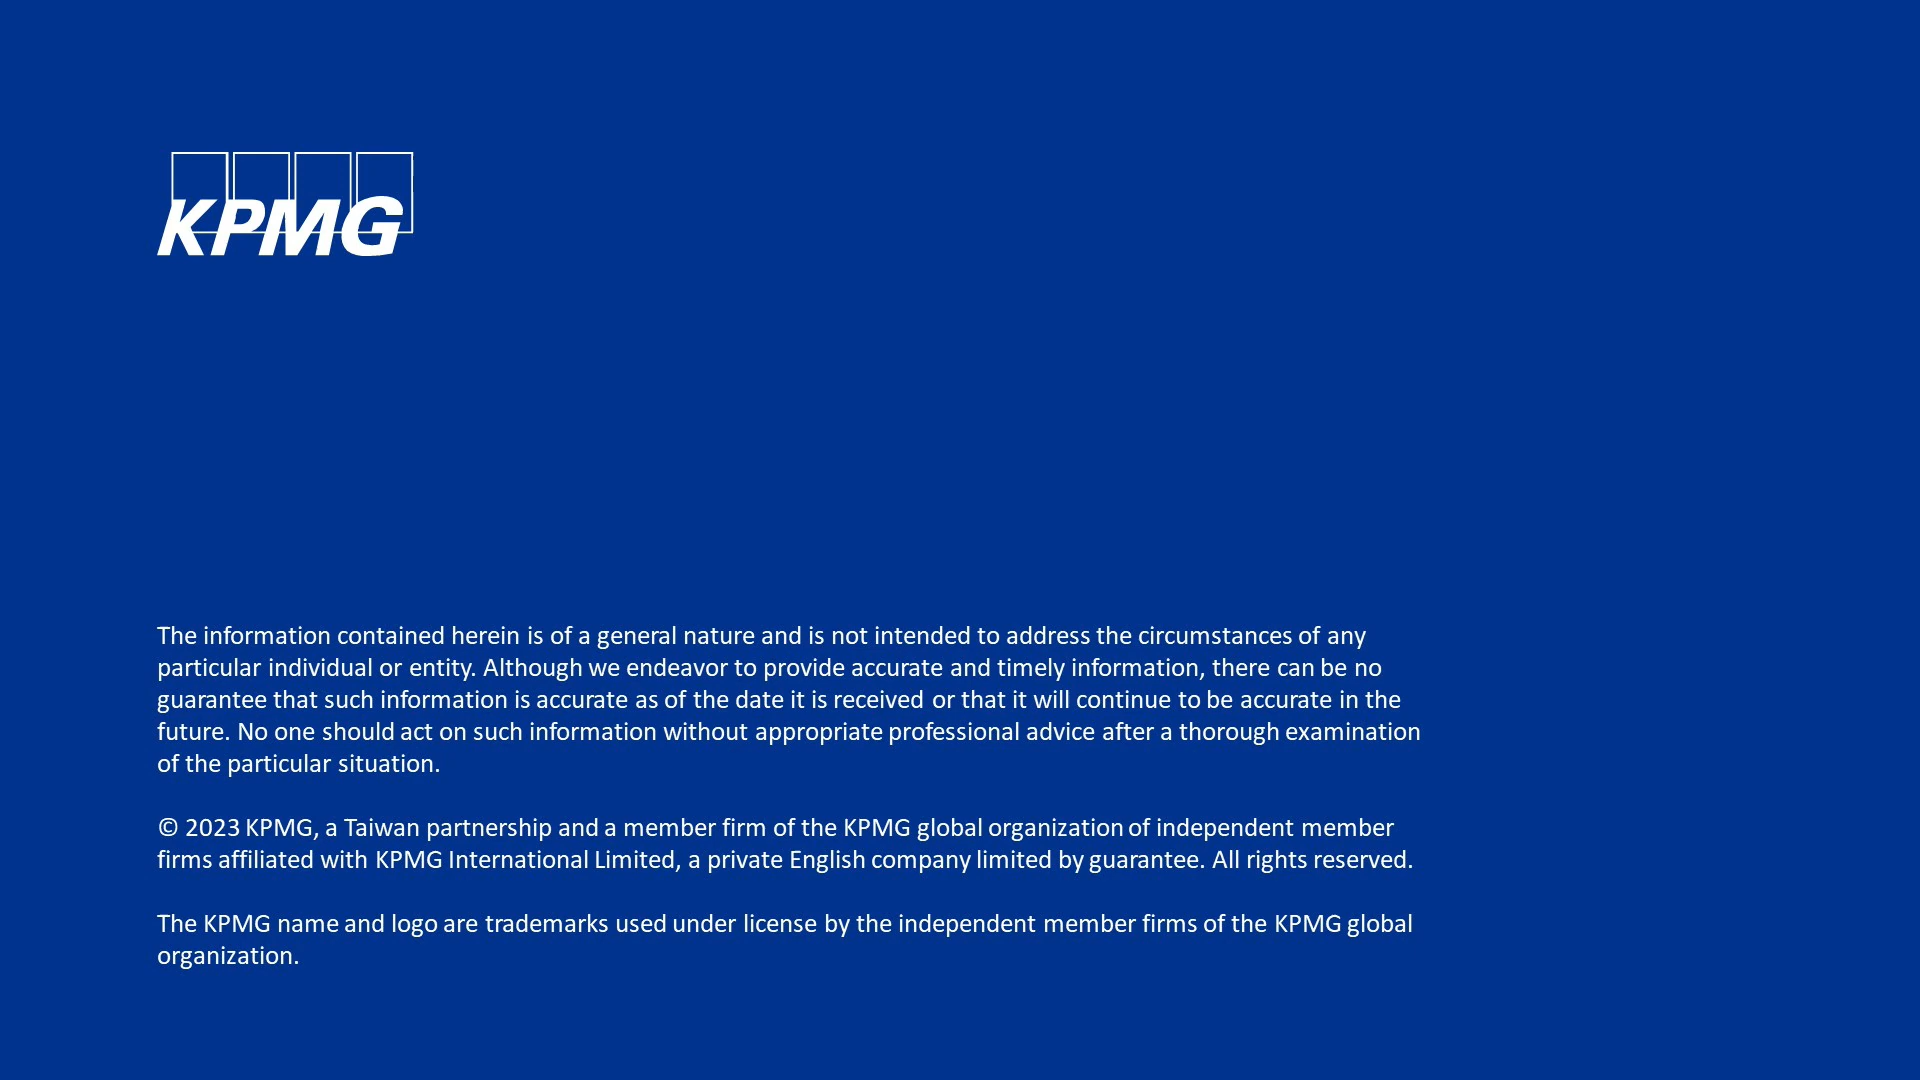 KPMG
The information contained herein is of a general nature and is not intended to address the circumstances of any
particular individual or entity. Although we endeavor to provide accurate and timely information, there can be no
guarantee that such information is accurate as of the date it is received or that it will continue to be accurate in the
future. No one should act on such information without appropriate professional advice after a thorough examination
of the particular situation.
© 2023 KPMG, a Taiwan partnership and a member firm of the KPMG global organization of independent member
firms affiliated with KPMG International Limited, a private English company limited by guarantee. All rights reserved.
The KPMG name and logo are trademarks used under license by the independent member firms of the KPMG global
organization.